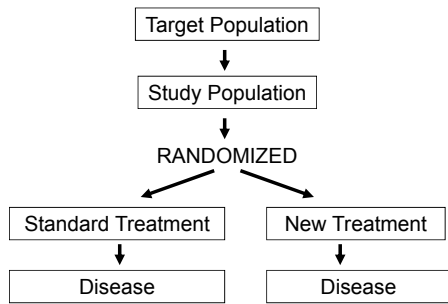 Target Population
Study Population
RANDOMIZED
Standard Treatment
New Treatment
Disease
Disease